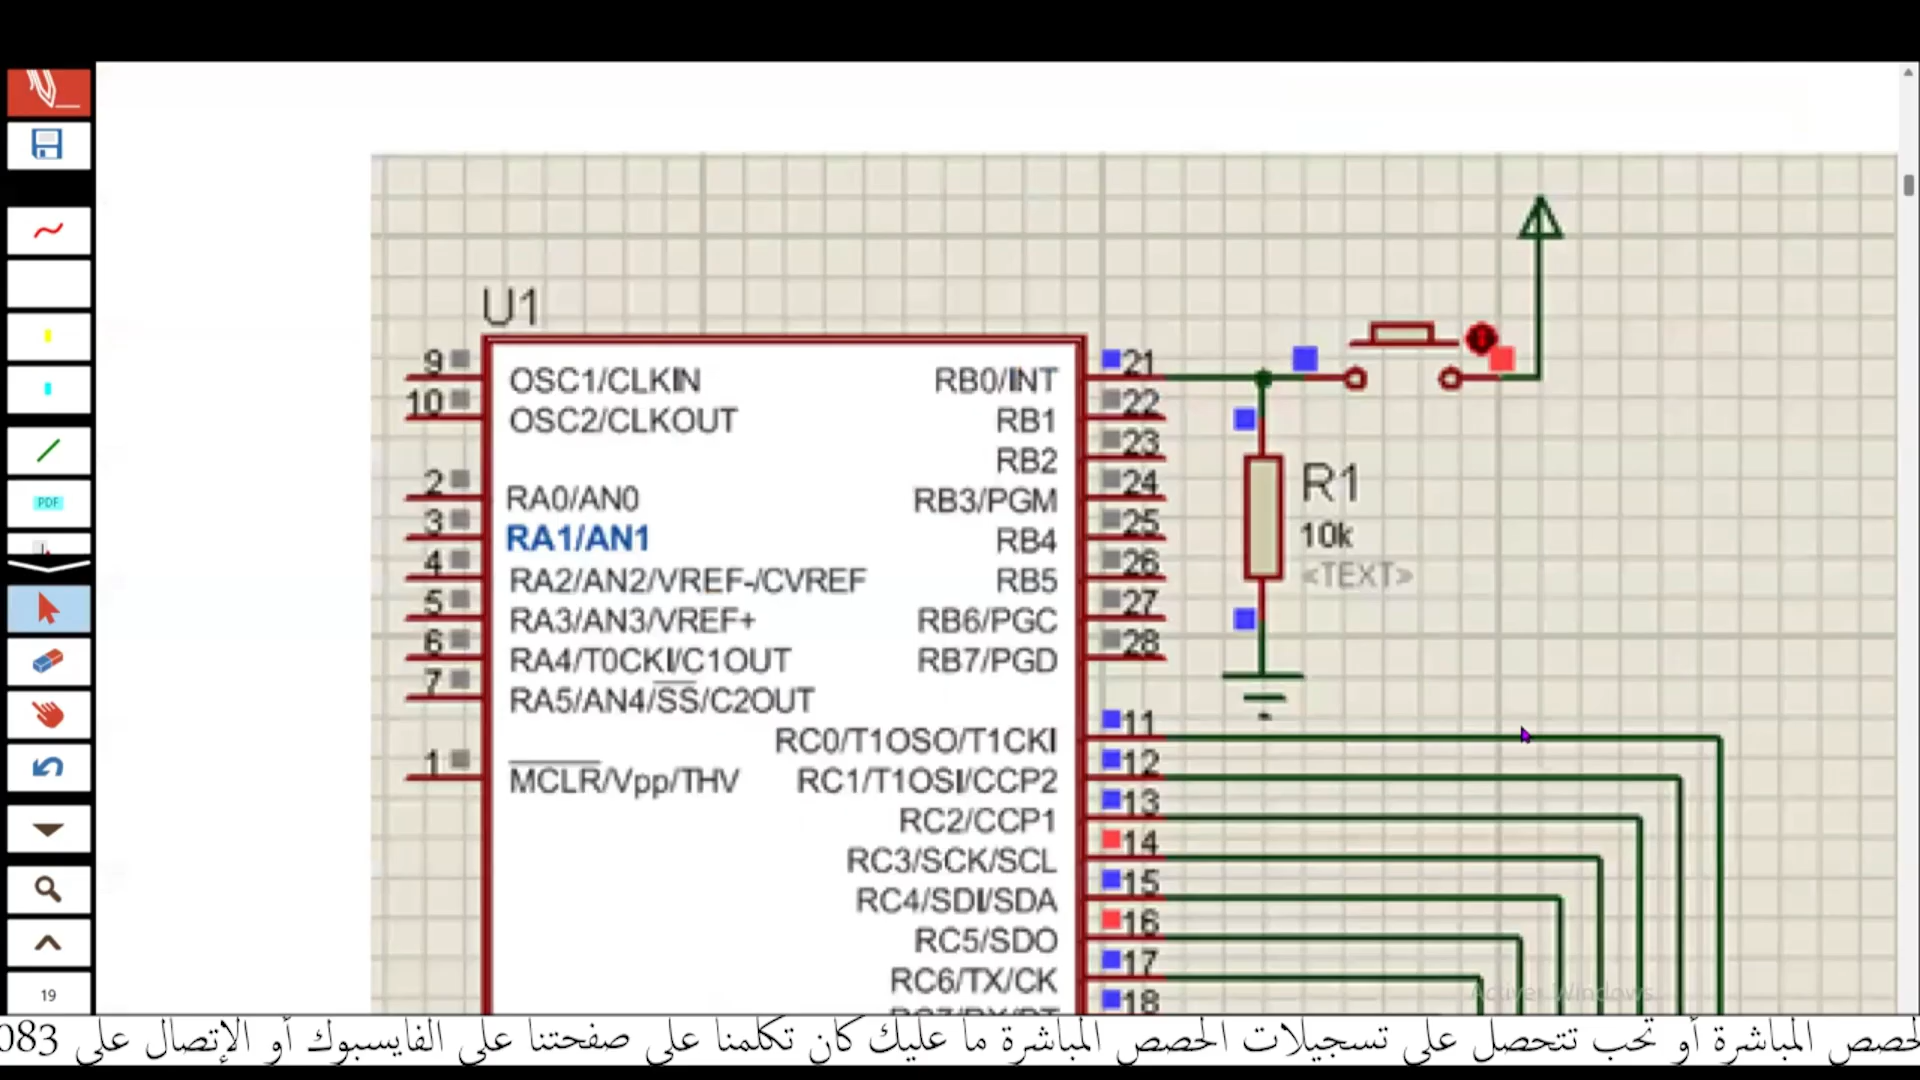 U1
9 OSC1/CLKIN
10 OSC2/CLKOUT
2 RA0/AN0
3 RA1/AN1
4 RA2/AN2/VREF-/CVREF
5 RA3/AN3/VREF+
6 RA4/T0CKI/C1OUT
7 RA5/AN4/SS/C2OUT
1 MCLR/Vpp/THV
RB0/INT 21
RB1 22
RB2 23
RB3/PGM 24
RB4 25
RB5 26
RB6/PGC 27
RB7/PGD 28
RC0/T1OSO/T1CKI 11
RC1/T1OSI/CCP2 12
RC2/CCP1 13
RC3/SCK/SCL 14
RC4/SDI/SDA 15
RC5/SDO 16
RC6/TX/CK 17
18
R1
10k
<TEXT>
PDF
19
Activer Windows
المباشرة أو تحب تتحصل على تسجيلات الحصص المباشرة ما عليك كان تكلمنا على صفحتنا على الفايسبوك أو الإتصال على 083